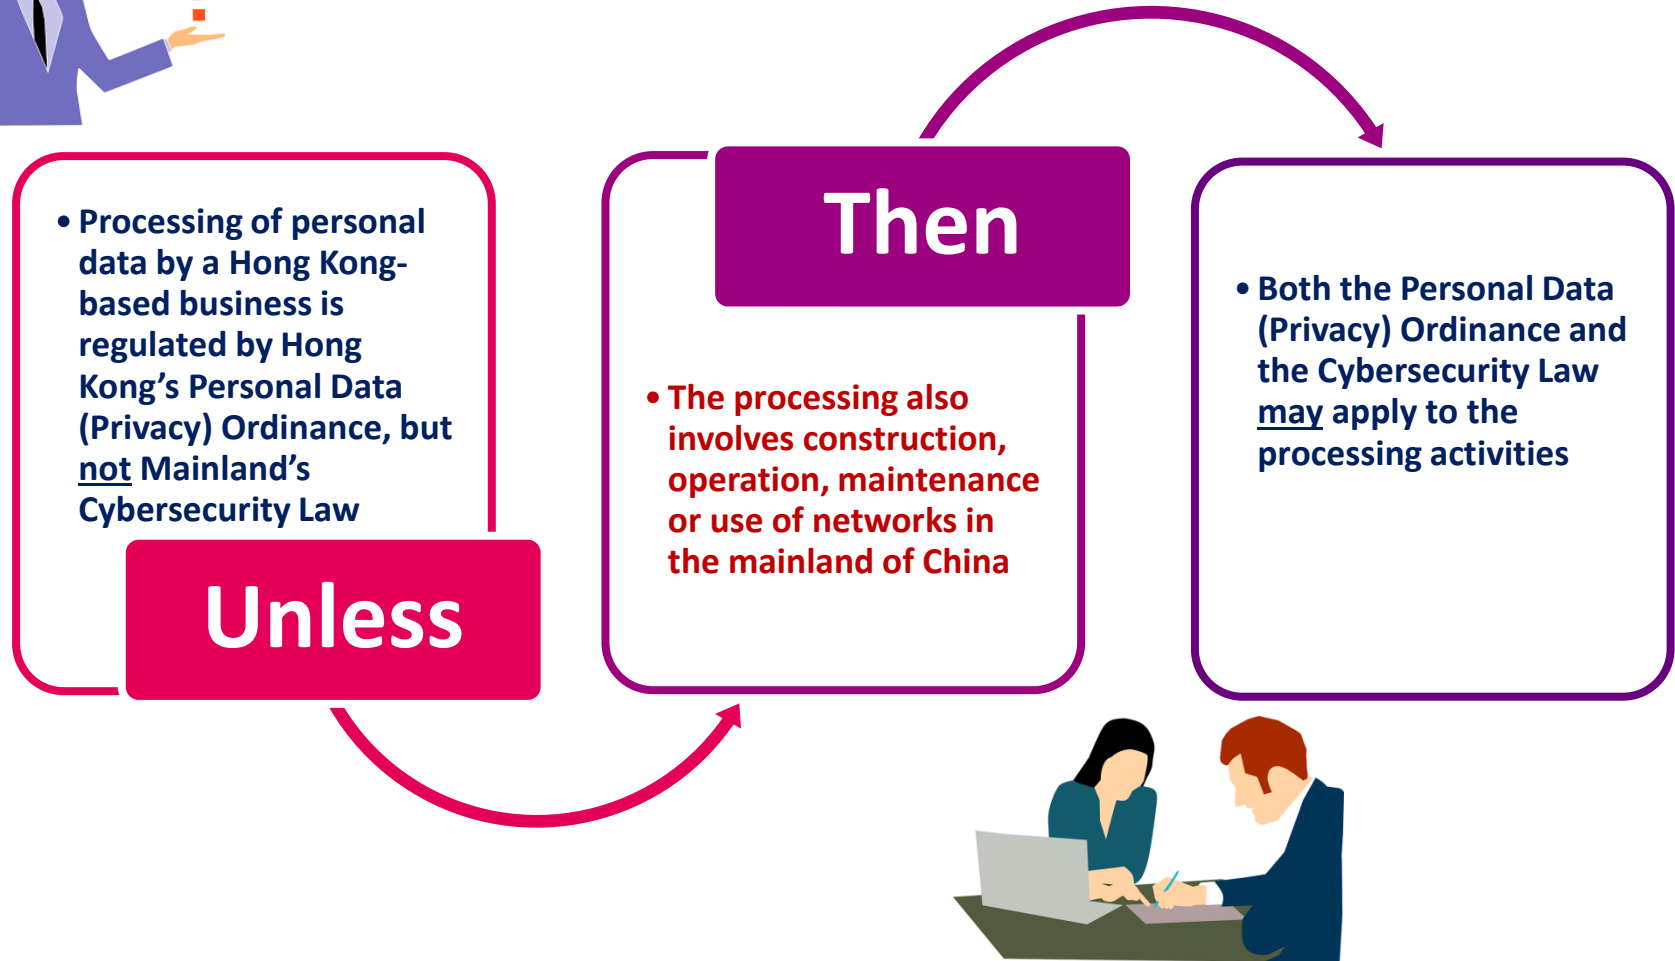 • Processing of personal
data by a Hong Kong-
based business is
regulated by Hong
Kong’s Personal Data
(Privacy) Ordinance, but
not Mainland’s
Cybersecurity Law
Unless
Then
• The processing also
involves construction,
operation, maintenance
or use of networks in
the mainland of China
• Both the Personal Data
(Privacy) Ordinance and
the Cybersecurity Law
may apply to the
processing activities